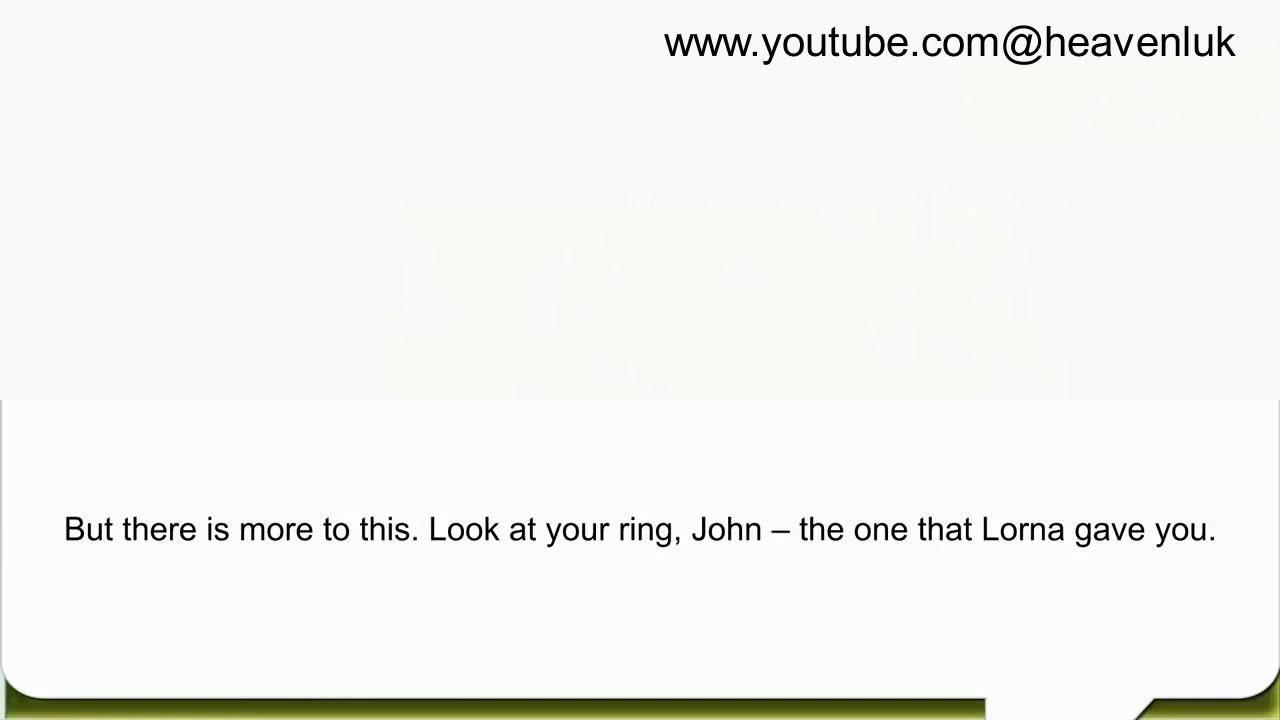 www.youtube.com@heavenluk
But there is more to this. Look at your ring, John – the one that Lorna gave you.